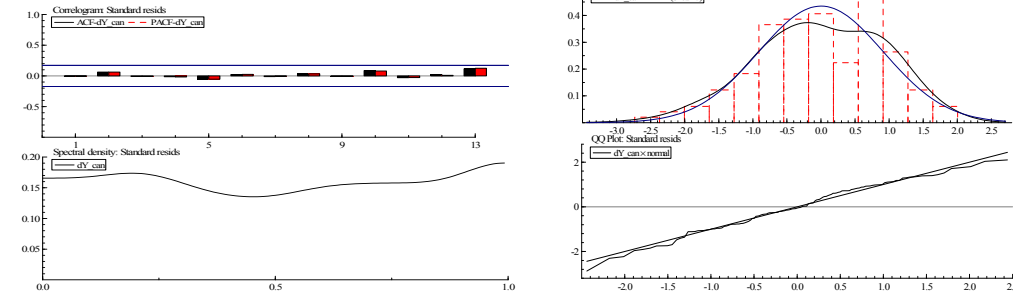 Correlogram: Standard resids
ACF-dY_can PACF-dY_can
1.0
0.5
0.0
-0.5
1 5 9 13
Spectral density: Standard resids
dY_can
0.20
0.15
0.10
0.05
0.0 0.5 1.0
0.4
0.3
0.2
0.1
-3.0 -2.5 -2.0 -1.5 -1.0 -0.5 0.0 0.5 1.0 1.5 2.0 2.5
QQ Plot: Standard resids
dY_can×normal
2
0
-2
-2.0 -1.5 -1.0 -0.5 0.0 0.5 1.0 1.5 2.0